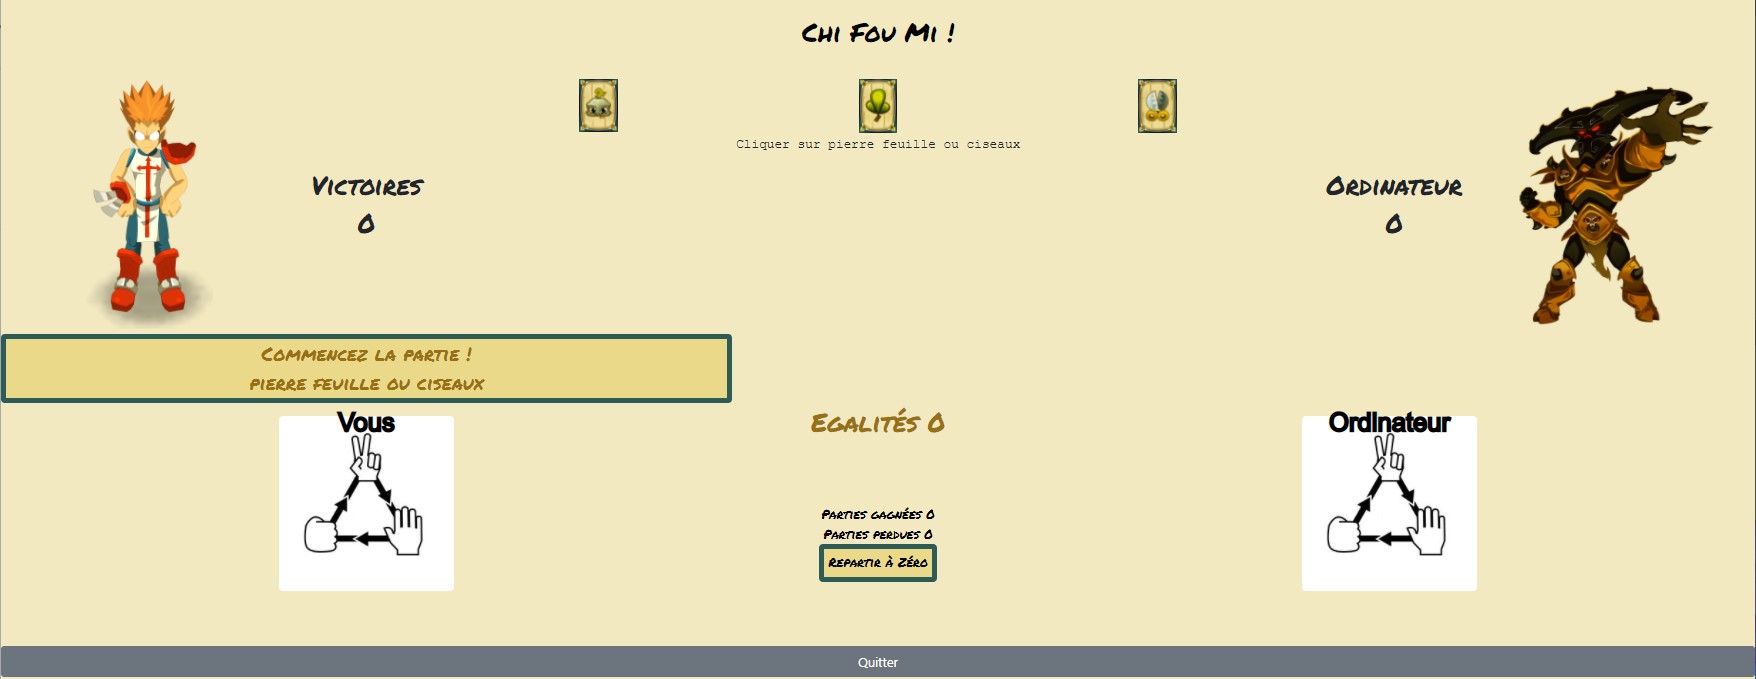 Chi Fou Mi !
Cliquer sur pierre feuille ou ciseaux
Victoires
0
Ordinateur
0
Commencez la partie !
pierre feuille ou ciseaux
Vous
Egalités 0
Ordinateur
Parties gagnées 0
Parties perdues 0
Repartir à Zéro
Quitter